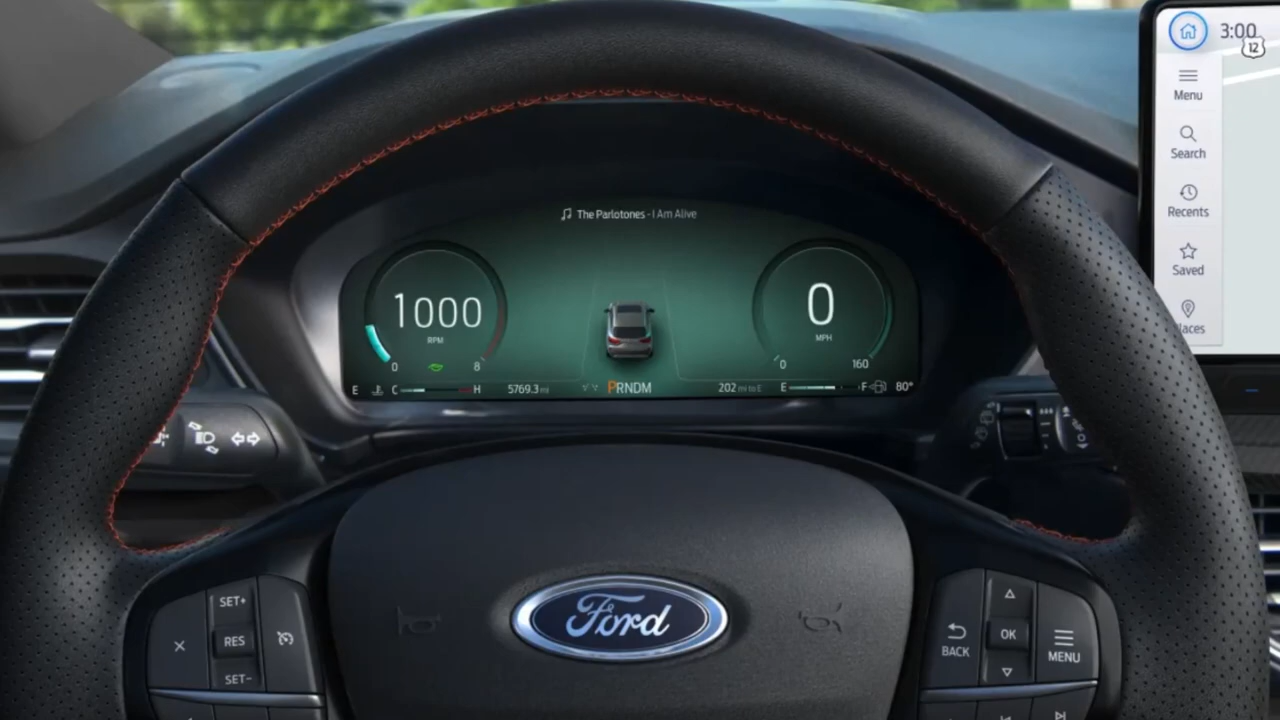 3:00
12
Menu
Search
Recents
Saved
The Parlotones - I Am Alive
1000
RPM
0 8
0
MPH
0 160
E C H 5769.3 mi PRNDM 202 mi to E E F 80°
SET+
RES
SET-
Ford
BACK
OK
MENU